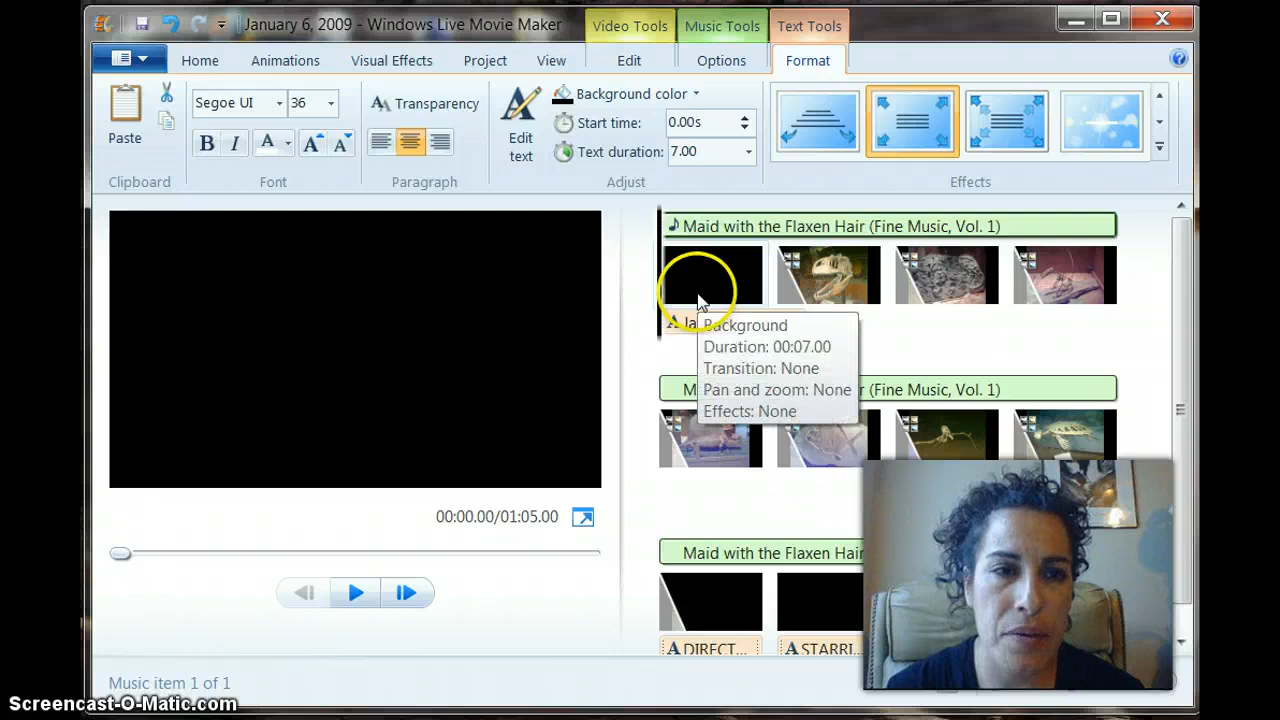 January 6, 2009 - Windows Live Movie Maker
Video Tools
Music Tools
Text Tools
Home
Animations
Visual Effects
Project
View
Edit
Options
Format
Paste
Clipboard
Segoe UI
36
B I A A A
Font
Transparency
Paragraph
Edit
text
Background color
Start time: 0.00s
Text duration: 7.00
Adjust
Effects
Maid with the Flaxen Hair (Fine Music, Vol. 1)
A Ja
Background
Duration: 00:07.00
Transition: None
Pan and zoom: None
Effects: None
M r (Fine Music, Vol. 1)
00:00.00/01:05.00
Maid with the Flaxen Hair
A DIRECT...
A STARRI...
Music item 1 of 1
Screencast-O-Matic.com